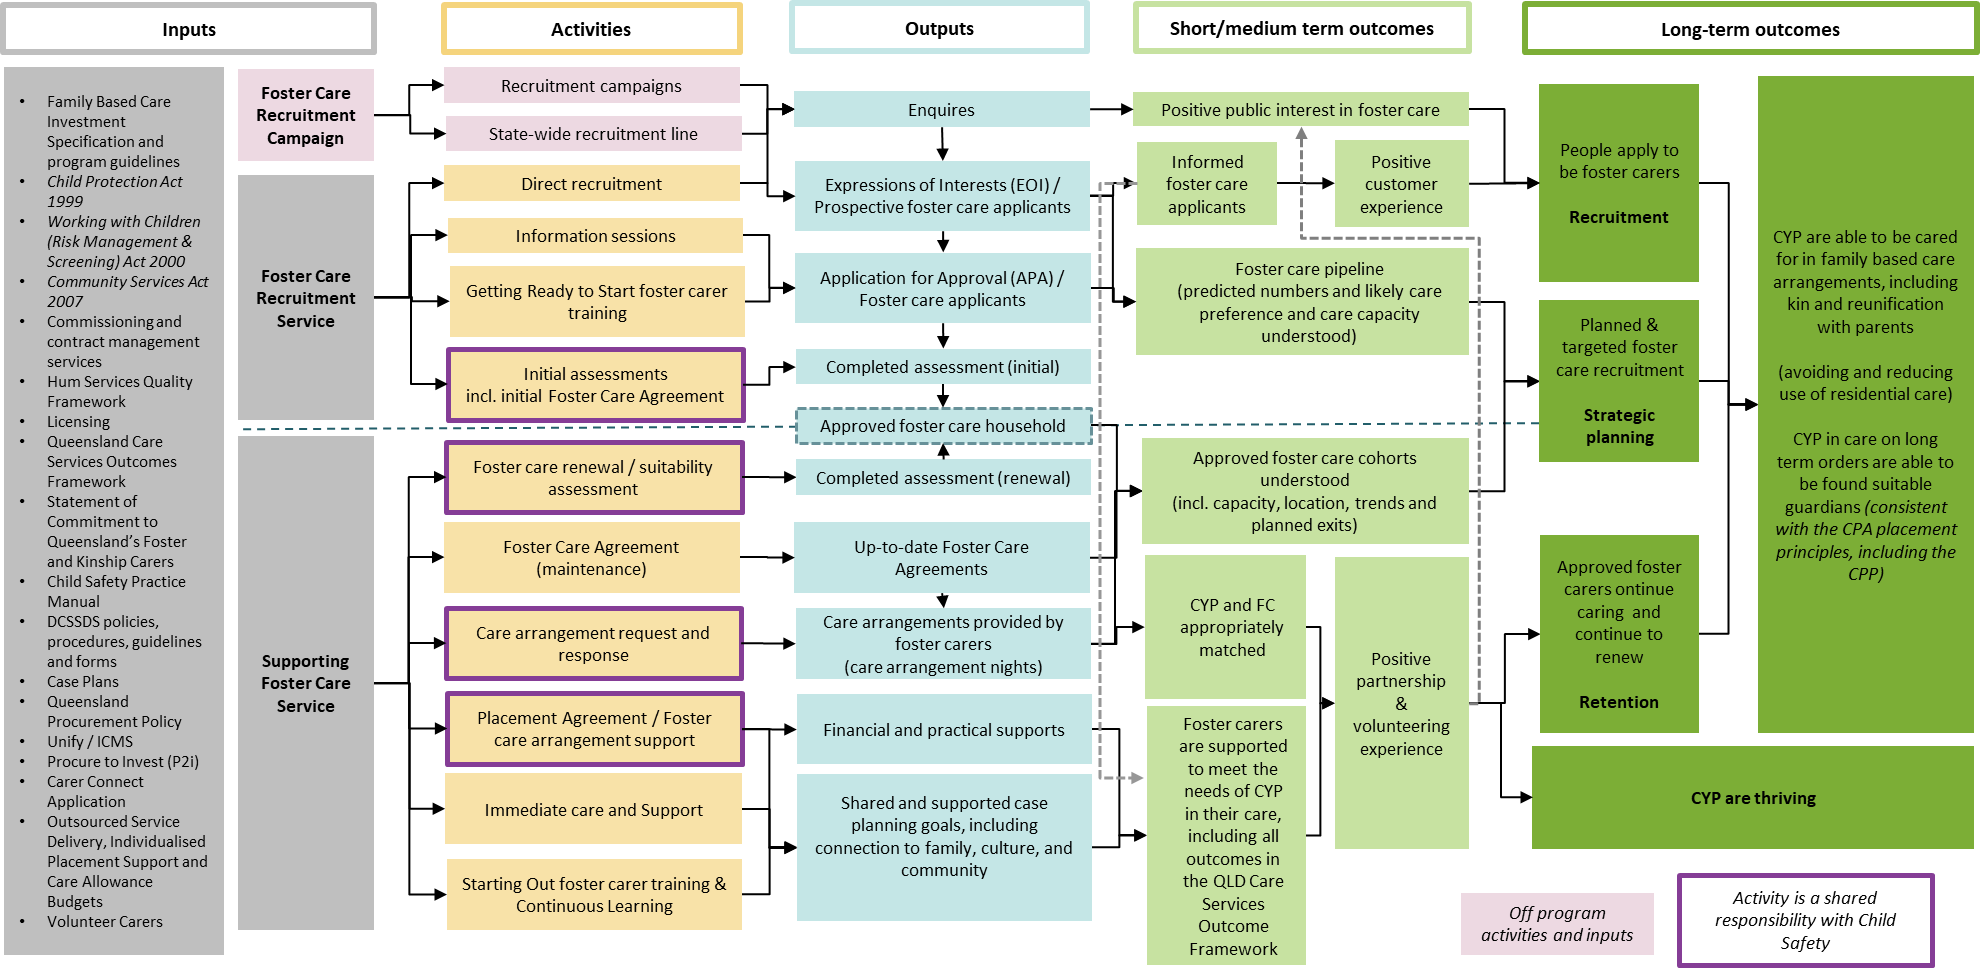 Inputs
Activities
Outputs
Short/medium term outcomes
Long-term outcomes
• Family Based Care
Investment
Specification and
program guidelines
• Child Protection Act
1999
• Working with Children
(Risk Management &
Screening) Act 2000
• Community Services Act
2007
• Commissioning and
contract management
services
• Hum Services Quality
Framework
• Licensing
• Queensland Care
Services Outcomes
Framework
• Statement of
Commitment to
Queensland's Foster
and Kinship Carers
• Child Safety Practice
Manual
• DCSSDS policies,
procedures, guidelines
and forms
• Case Plans
• Queensland
Procurement Policy
• Unify / ICMS
• Procure to Invest (P2i)
• Carer Connect
Application
• Outsourced Service
Delivery, Individualised
Placement Support and
Care Allowance
Budgets
• Volunteer Carers
Foster Care
Recruitment
Campaign
Foster Care
Recruitment
Service
Supporting
Foster Care
Service
Recruitment campaigns
State-wide recruitment line
Direct recruitment
Information sessions
Getting Ready to Start foster carer
training
Initial assessments
incl. initial Foster Care Agreement
Foster care renewal / suitability
assessment
Foster Care Agreement
(maintenance)
Care arrangement request and
response
Placement Agreement / Foster
care arrangement support
Immediate care and Support
Starting Out foster carer training &
Continuous Learning
Enquires
Expressions of Interests (EOI) /
Prospective foster care applicants
Application for Approval (APA) /
Foster care applicants
Completed assessment (initial)
Approved foster care household
Completed assessment (renewal)
Up-to-date Foster Care
Agreements
Care arrangements provided by
foster carers
(care arrangement nights)
Financial and practical supports
Shared and supported case
planning goals, including
connection to family, culture, and
community
Positive public interest in foster care
Informed
foster care
applicants
Positive
customer
experience
Foster care pipeline
(predicted numbers and likely care
preference and care capacity
understood)
Approved foster care cohorts
understood
(incl. capacity, location, trends and
planned exits)
CYP and FC
appropriately
matched
Foster carers
are supported
to meet the
needs of CYP
in their care,
including all
outcomes in
the QLD Care
Services
Outcome
Framework
Positive
partnership
&
volunteering
experience
People apply to
be foster carers
Recruitment
Planned &
targeted foster
care recruitment
Strategic
planning
Approved foster
carers ontinue
caring and
continue to
renew
Retention
CYP are thriving
CYP are able to be cared
for in family based care
arrangements, including
kin and reunification
with parents
(avoiding and reducing
use of residential care)
CYP in care on long
term orders are able to
be found suitable
guardians (consistent
with the CPA placement
principles, including the
CPP)
Off program
activities and inputs
Activity is a shared
responsibility with Child
Safety